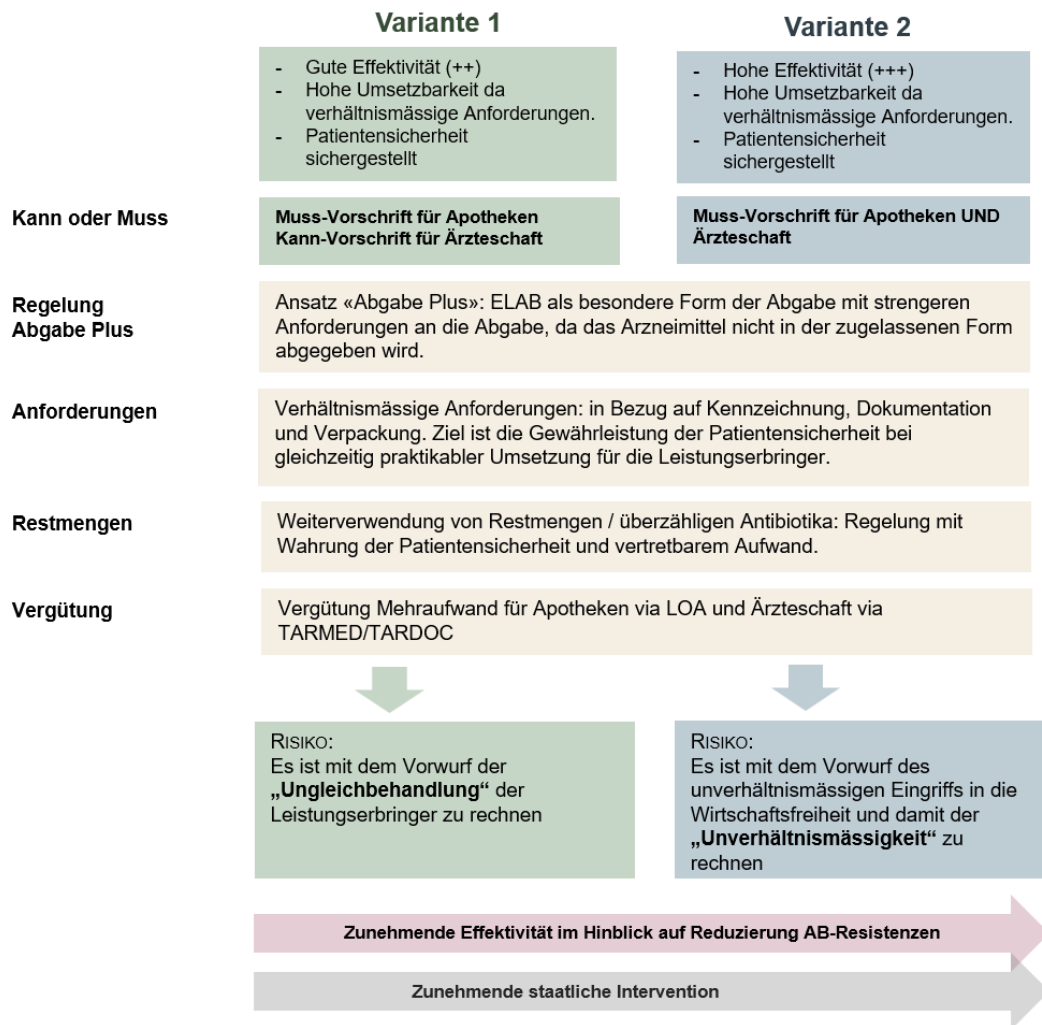 Variante 1
Variante 2
- Gute Effektivität (++)
- Hohe Umsetzbarkeit da
verhältnismässige Anforderungen.
- Patientensicherheit
sichergestellt
- Hohe Effektivität (+++)
- Hohe Umsetzbarkeit da
verhältnismässige Anforderungen.
- Patientensicherheit
sichergestellt
Kann oder Muss
Muss-Vorschrift für Apotheken
Kann-Vorschrift für Ärzteschaft
Muss-Vorschrift für Apotheken UND
Ärzteschaft
Regelung
Abgabe Plus
Ansatz «Abgabe Plus»: ELAB als besondere Form der Abgabe mit strengeren
Anforderungen an die Abgabe, da das Arzneimittel nicht in der zugelassenen Form
abgegeben wird.
Anforderungen
Verhältnismässige Anforderungen: in Bezug auf Kennzeichnung, Dokumentation
und Verpackung. Ziel ist die Gewährleistung der Patientensicherheit bei
gleichzeitig praktikabler Umsetzung für die Leistungserbringer.
Restmengen
Weiterverwendung von Restmengen / überzähligen Antibiotika: Regelung mit
Wahrung der Patientensicherheit und vertretbarem Aufwand.
Vergütung
Vergütung Mehraufwand für Apotheken via LOA und Ärzteschaft via
TARMED/TARDOC
RISIKO:
Es ist mit dem Vorwurf der
„Ungleichbehandlung“ der
Leistungserbringer zu rechnen
RISIKO:
Es ist mit dem Vorwurf des
unverhältnismässigen Eingriffs in die
Wirtschaftsfreiheit und damit der
„Unverhältnismässigkeit“ zu
rechnen
Zunehmende Effektivität im Hinblick auf Reduzierung AB-Resistenzen
Zunehmende staatliche Intervention